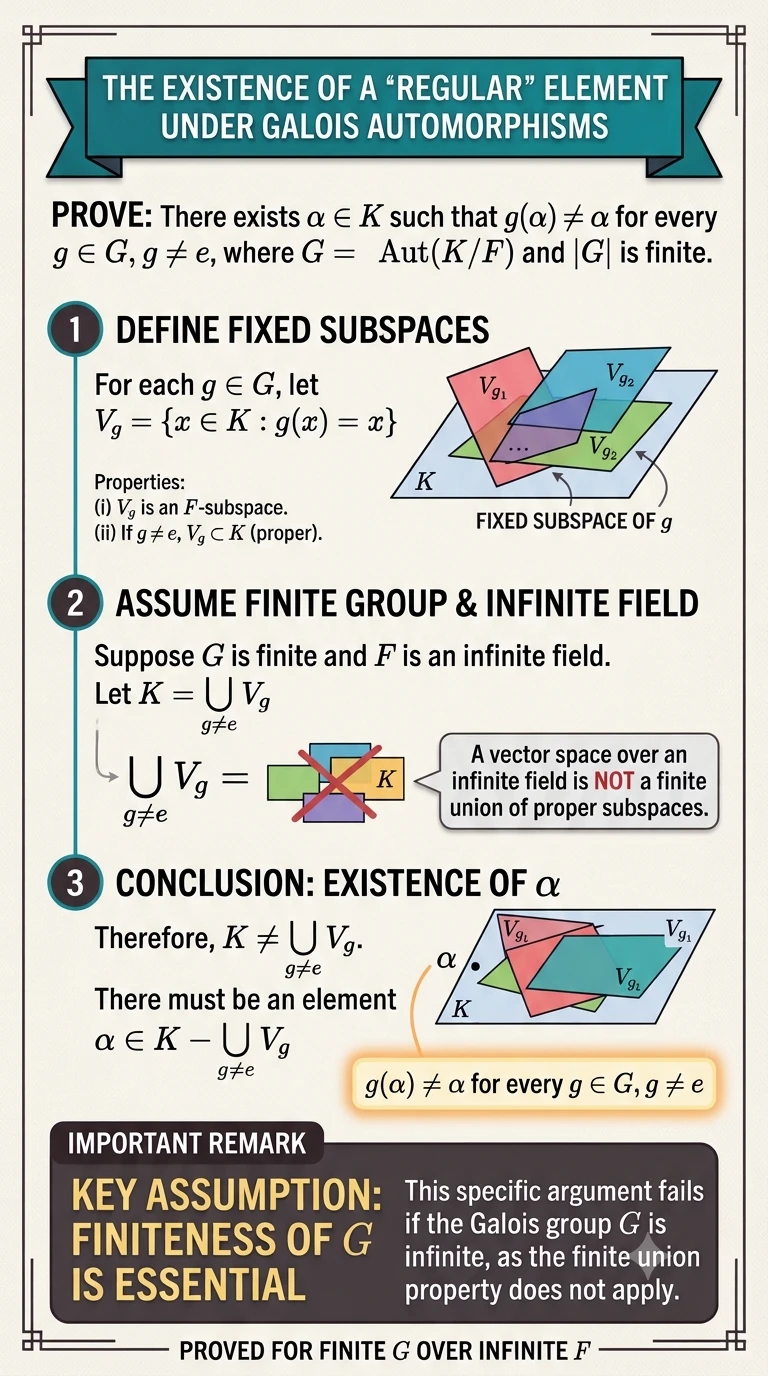 THE EXISTENCE OF A “REGULAR” ELEMENT
UNDER GALOIS AUTOMORPHISMS
PROVE: There exists α ∈ K such that g(α) ≠ α for every
g ∈ G, g ≠ e, where G = Aut(K/F) and |G| is finite.
1 DEFINE FIXED SUBSPACES
For each g ∈ G, let
V_g = {x ∈ K : g(x) = x}
Properties:
(i) V_g is an F-subspace.
(ii) If g ≠ e, V_g ⊂ K (proper).
V_{g_1}
V_{g_2}
V_{g_2}
...
K
FIXED SUBSPACE OF g
2 ASSUME FINITE GROUP & INFINITE FIELD
Suppose G is finite and F is an infinite field.
Let K = ⋃_{g≠e} V_g
⋃_{g≠e} V_g =
K
A vector space over an
infinite field is NOT a finite
union of proper subspaces.
3 CONCLUSION: EXISTENCE OF α
Therefore, K ≠ ⋃_{g≠e} V_g.
There must be an element
α ∈ K − ⋃_{g≠e} V_g
α
K
V_{g_1}
V_{g_1}
g(α) ≠ α for every g ∈ G, g ≠ e
IMPORTANT REMARK
KEY ASSUMPTION:
FINITENESS OF G
IS ESSENTIAL
This specific argument fails
if the Galois group G is
infinite, as the finite union
property does not apply.
PROVED FOR FINITE G OVER INFINITE F